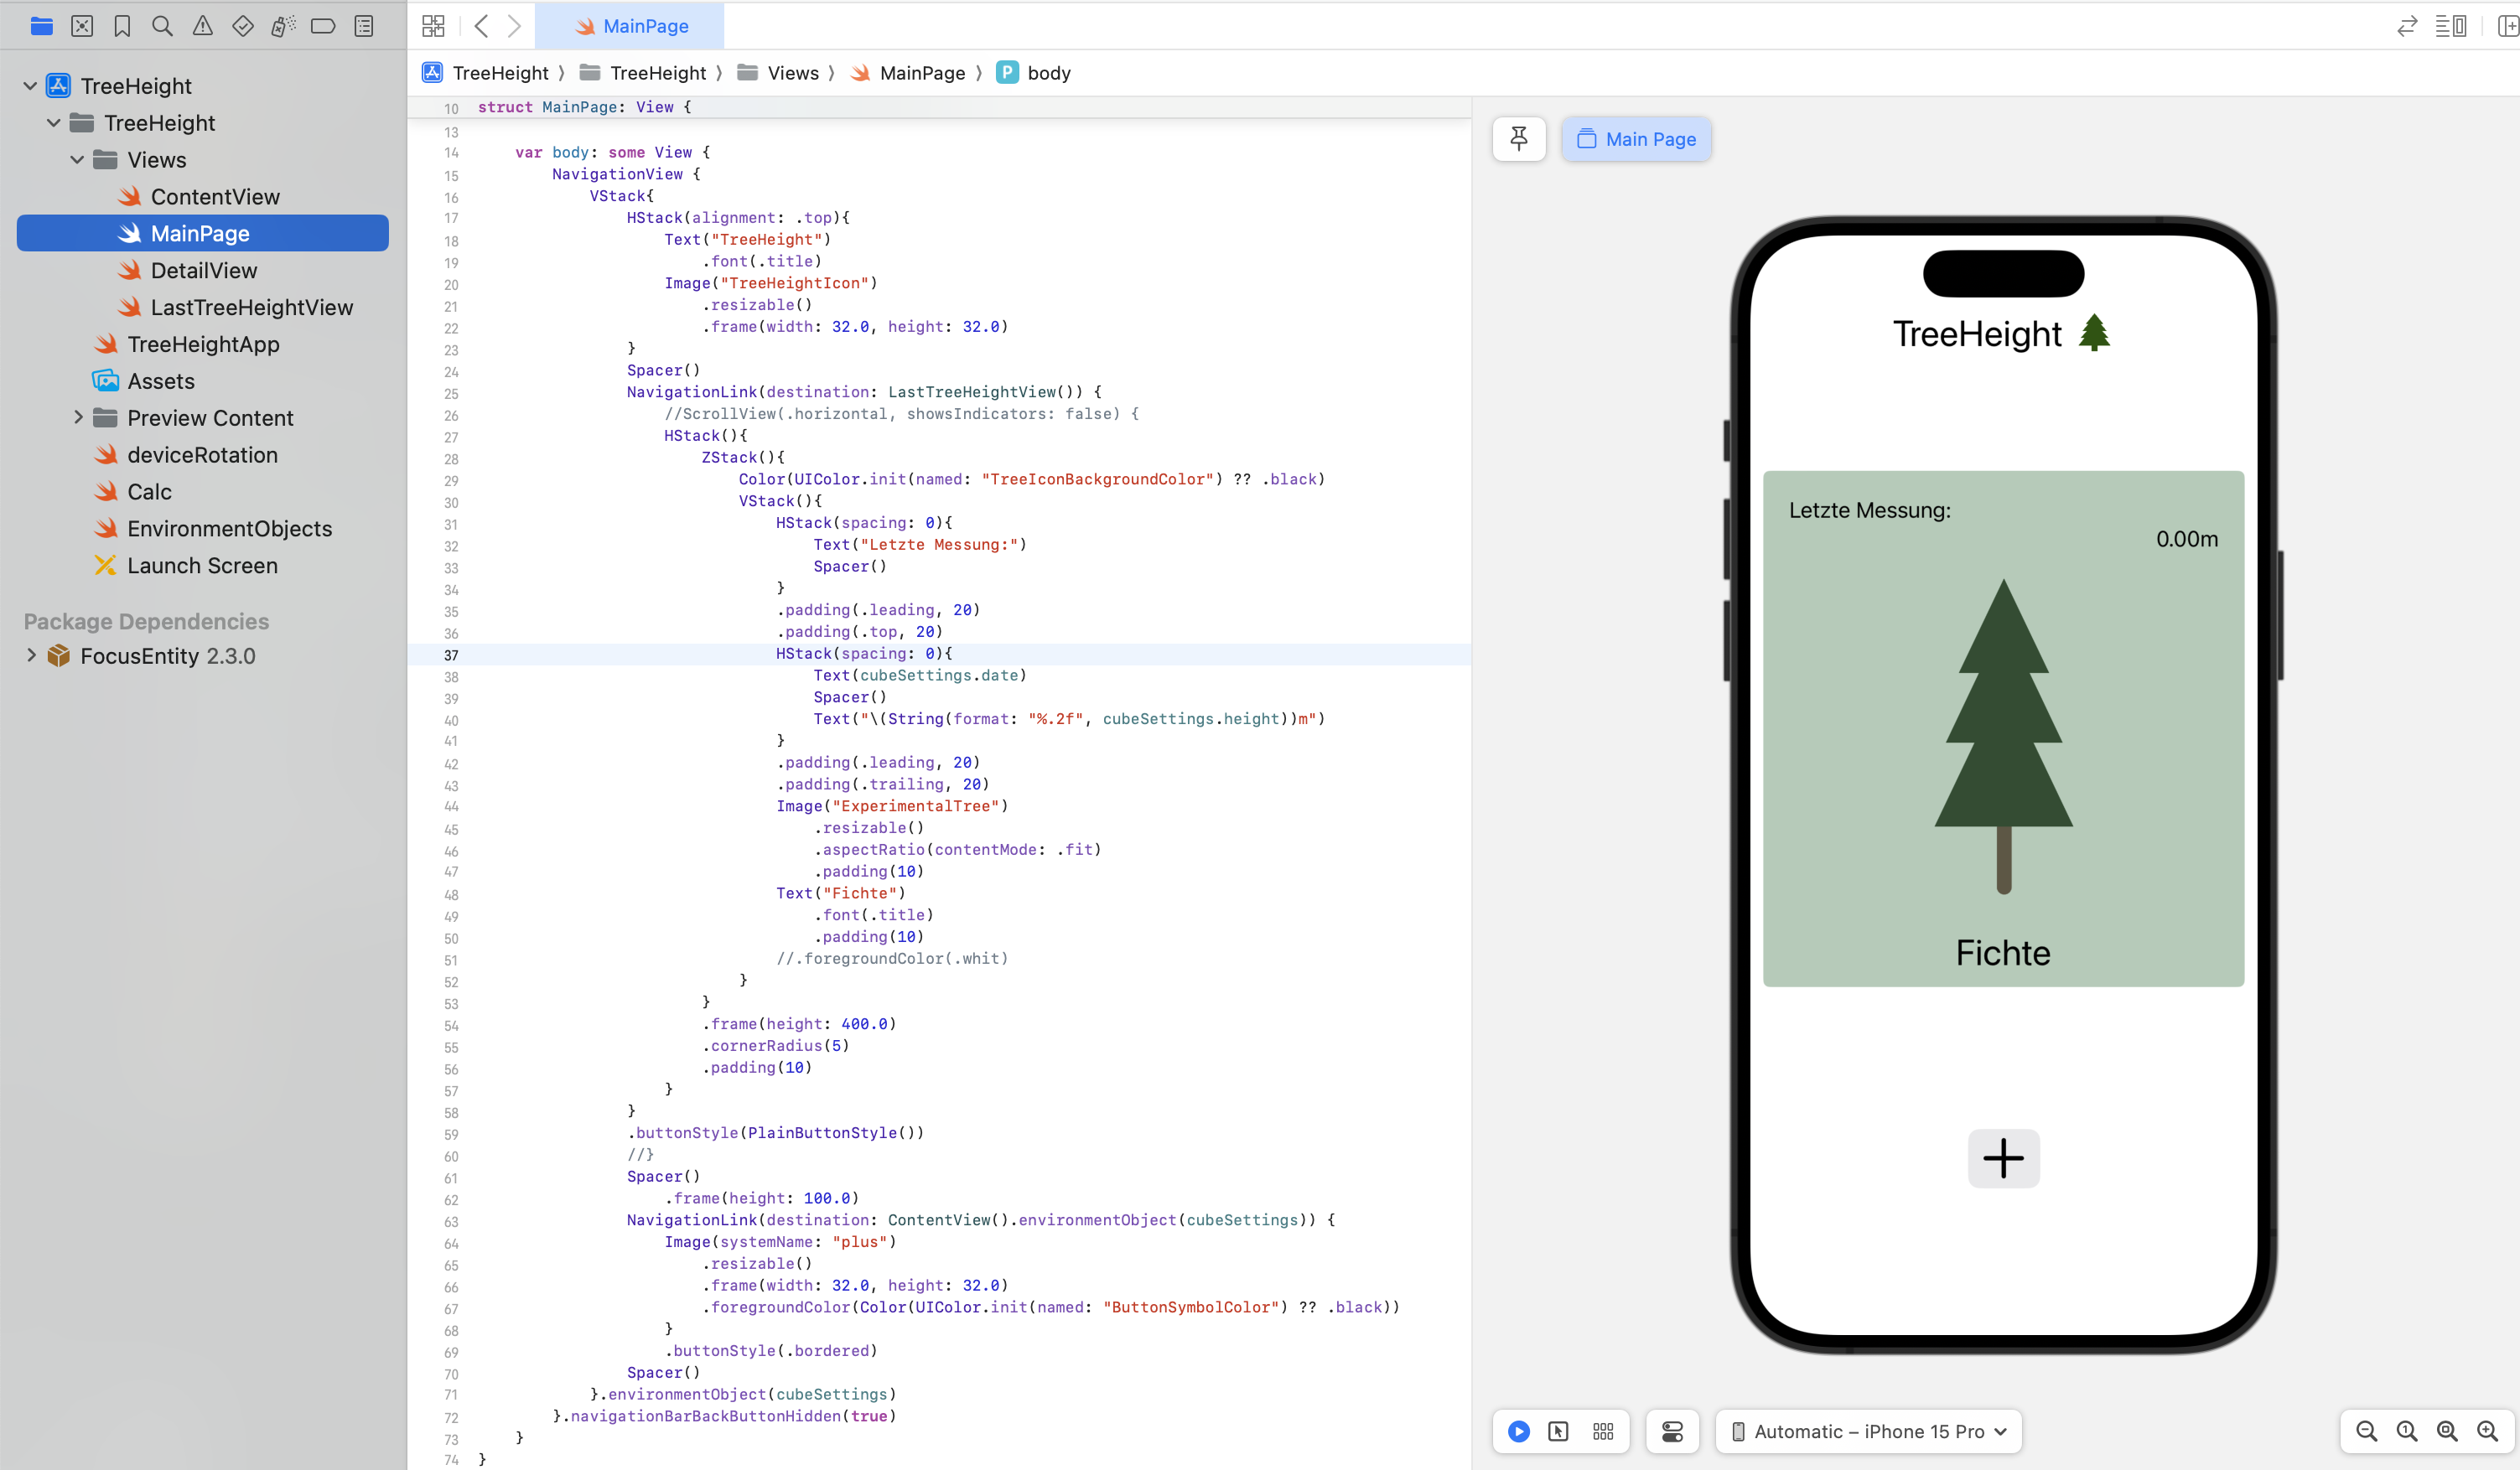 MainPage
TreeHeight
TreeHeight
Views
ContentView
MainPage
DetailView
LastTreeHeightView
TreeHeightApp
Assets
Preview Content
deviceRotation
Calc
EnvironmentObjects
Launch Screen
Package Dependencies
FocusEntity 2.3.0
TreeHeight 〉 TreeHeight 〉 Views 〉 MainPage 〉 P body
10 struct MainPage: View {
13
14 var body: some View {
15 NavigationView {
16 VStack{
17 HStack(alignment: .top){
18 Text("TreeHeight")
19 .font(.title)
20 Image("TreeHeightIcon")
21 .resizable()
22 .frame(width: 32.0, height: 32.0)
23 }
24 Spacer()
25 NavigationLink(destination: LastTreeHeightView()) {
26 //ScrollView(.horizontal, showsIndicators: false) {
27 HStack(){
28 ZStack(){
29 Color(UIColor.init(named: "TreeIconBackgroundColor") ?? .black)
30 VStack(){
31 HStack(spacing: 0){
32 Text("Letzte Messung:")
33 Spacer()
34 }
35 .padding(.leading, 20)
36 .padding(.top, 20)
37 HStack(spacing: 0){
38 Text(cubeSettings.date)
39 Spacer()
40 Text("\(String(format: "%.2f", cubeSettings.height))m")
41 }
42 .padding(.leading, 20)
43 .padding(.trailing, 20)
44 Image("ExperimentalTree")
45 .resizable()
46 .aspectRatio(contentMode: .fit)
47 .padding(10)
48 Text("Fichte")
49 .font(.title)
50 .padding(10)
51 //.foregroundColor(.whit)
52 }
53 }
54 .frame(height: 400.0)
55 .cornerRadius(5)
56 .padding(10)
57 }
58 }
59 .buttonStyle(PlainButtonStyle())
60 //}
61 Spacer()
62 .frame(height: 100.0)
63 NavigationLink(destination: ContentView().environmentObject(cubeSettings)) {
64 Image(systemName: "plus")
65 .resizable()
66 .frame(width: 32.0, height: 32.0)
67 .foregroundColor(Color(UIColor.init(named: "ButtonSymbolColor") ?? .black))
68 }
69 .buttonStyle(.bordered)
70 Spacer()
71 }.environmentObject(cubeSettings)
72 }.navigationBarBackButtonHidden(true)
73 }
74 }
Main Page
TreeHeight
Letzte Messung:
0.00m
Fichte
Automatic – iPhone 15 Pro